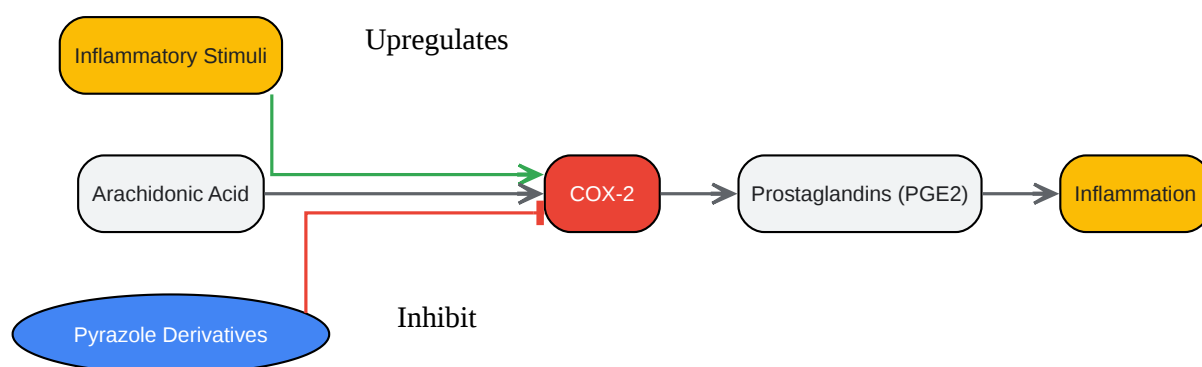 Upregulates
Inflammatory Stimuli
Arachidonic Acid
COX-2
Prostaglandins (PGE2)
Inflammation
Inhibit
Pyrazole Derivatives